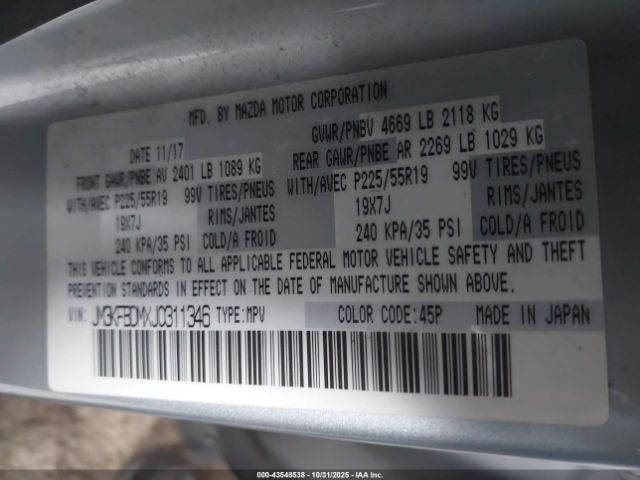 MFD. BY MAZDA MOTOR CORPORATION
DATE 11/17 GVWR/PNBV 4669 LB 2118 KG
FRONT GAWR/PNBE AV 2401 LB 1089 KG REAR GAWR/PNBE AR 2269 LB 1029 KG
WITH/AVEC P225/55R19 99V TIRES/PNEUS WITH/AVEC P225/55R19 99V TIRES/PNEUS
19X7J RIMS/JANTES 19X7J RIMS/JANTES
240 KPA/35 PSI COLD/A FROID 240 KPA/35 PSI COLD/A FROID
THIS VEHICLE CONFORMS TO ALL APPLICABLE FEDERAL MOTOR VEHICLE SAFETY AND THEFT
PREVENTION STANDARDS IN EFFECT ON THE DATE OF MANUFACTURE SHOWN ABOVE.
VIN: JM3KFBDMXJ0311346 TYPE:MPV COLOR CODE:45P MADE IN JAPAN
000-43548538 - 10/31/2025 - IAA Inc.